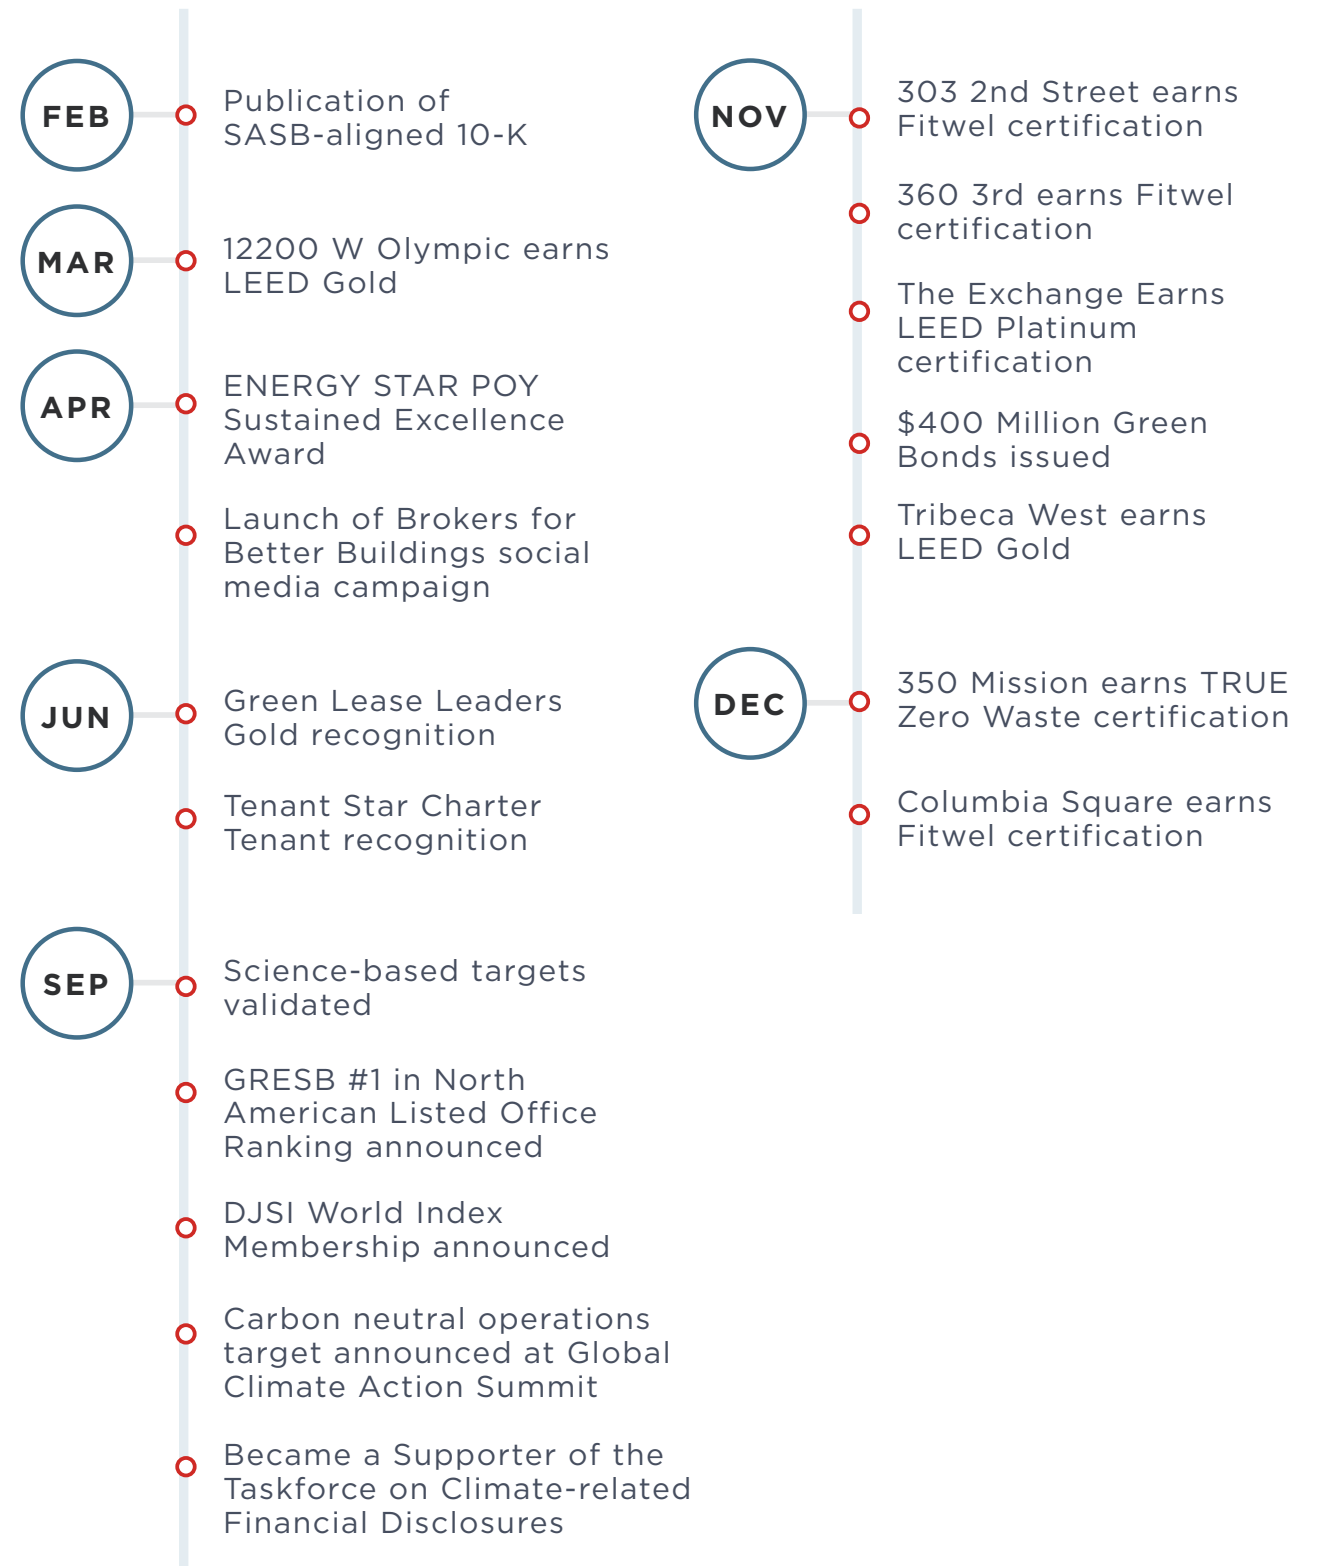 FEB
Publication of
SASB-aligned 10-K
MAR
12200 W Olympic earns
LEED Gold
APR
ENERGY STAR POY
Sustained Excellence
Award
Launch of Brokers for
Better Buildings social
media campaign
JUN
Green Lease Leaders
Gold recognition
Tenant Star Charter
Tenant recognition
SEP
Science-based targets
validated
GRESB #1 in North
American Listed Office
Ranking announced
DJSI World Index
Membership announced
Carbon neutral operations
target announced at Global
Climate Action Summit
Became a Supporter of the
Taskforce on Climate-related
Financial Disclosures
NOV
303 2nd Street earns
Fitwel certification
360 3rd earns Fitwel
certification
The Exchange Earns
LEED Platinum
certification
$400 Million Green
Bonds issued
Tribeca West earns
LEED Gold
DEC
350 Mission earns TRUE
Zero Waste certification
Columbia Square earns
Fitwel certification